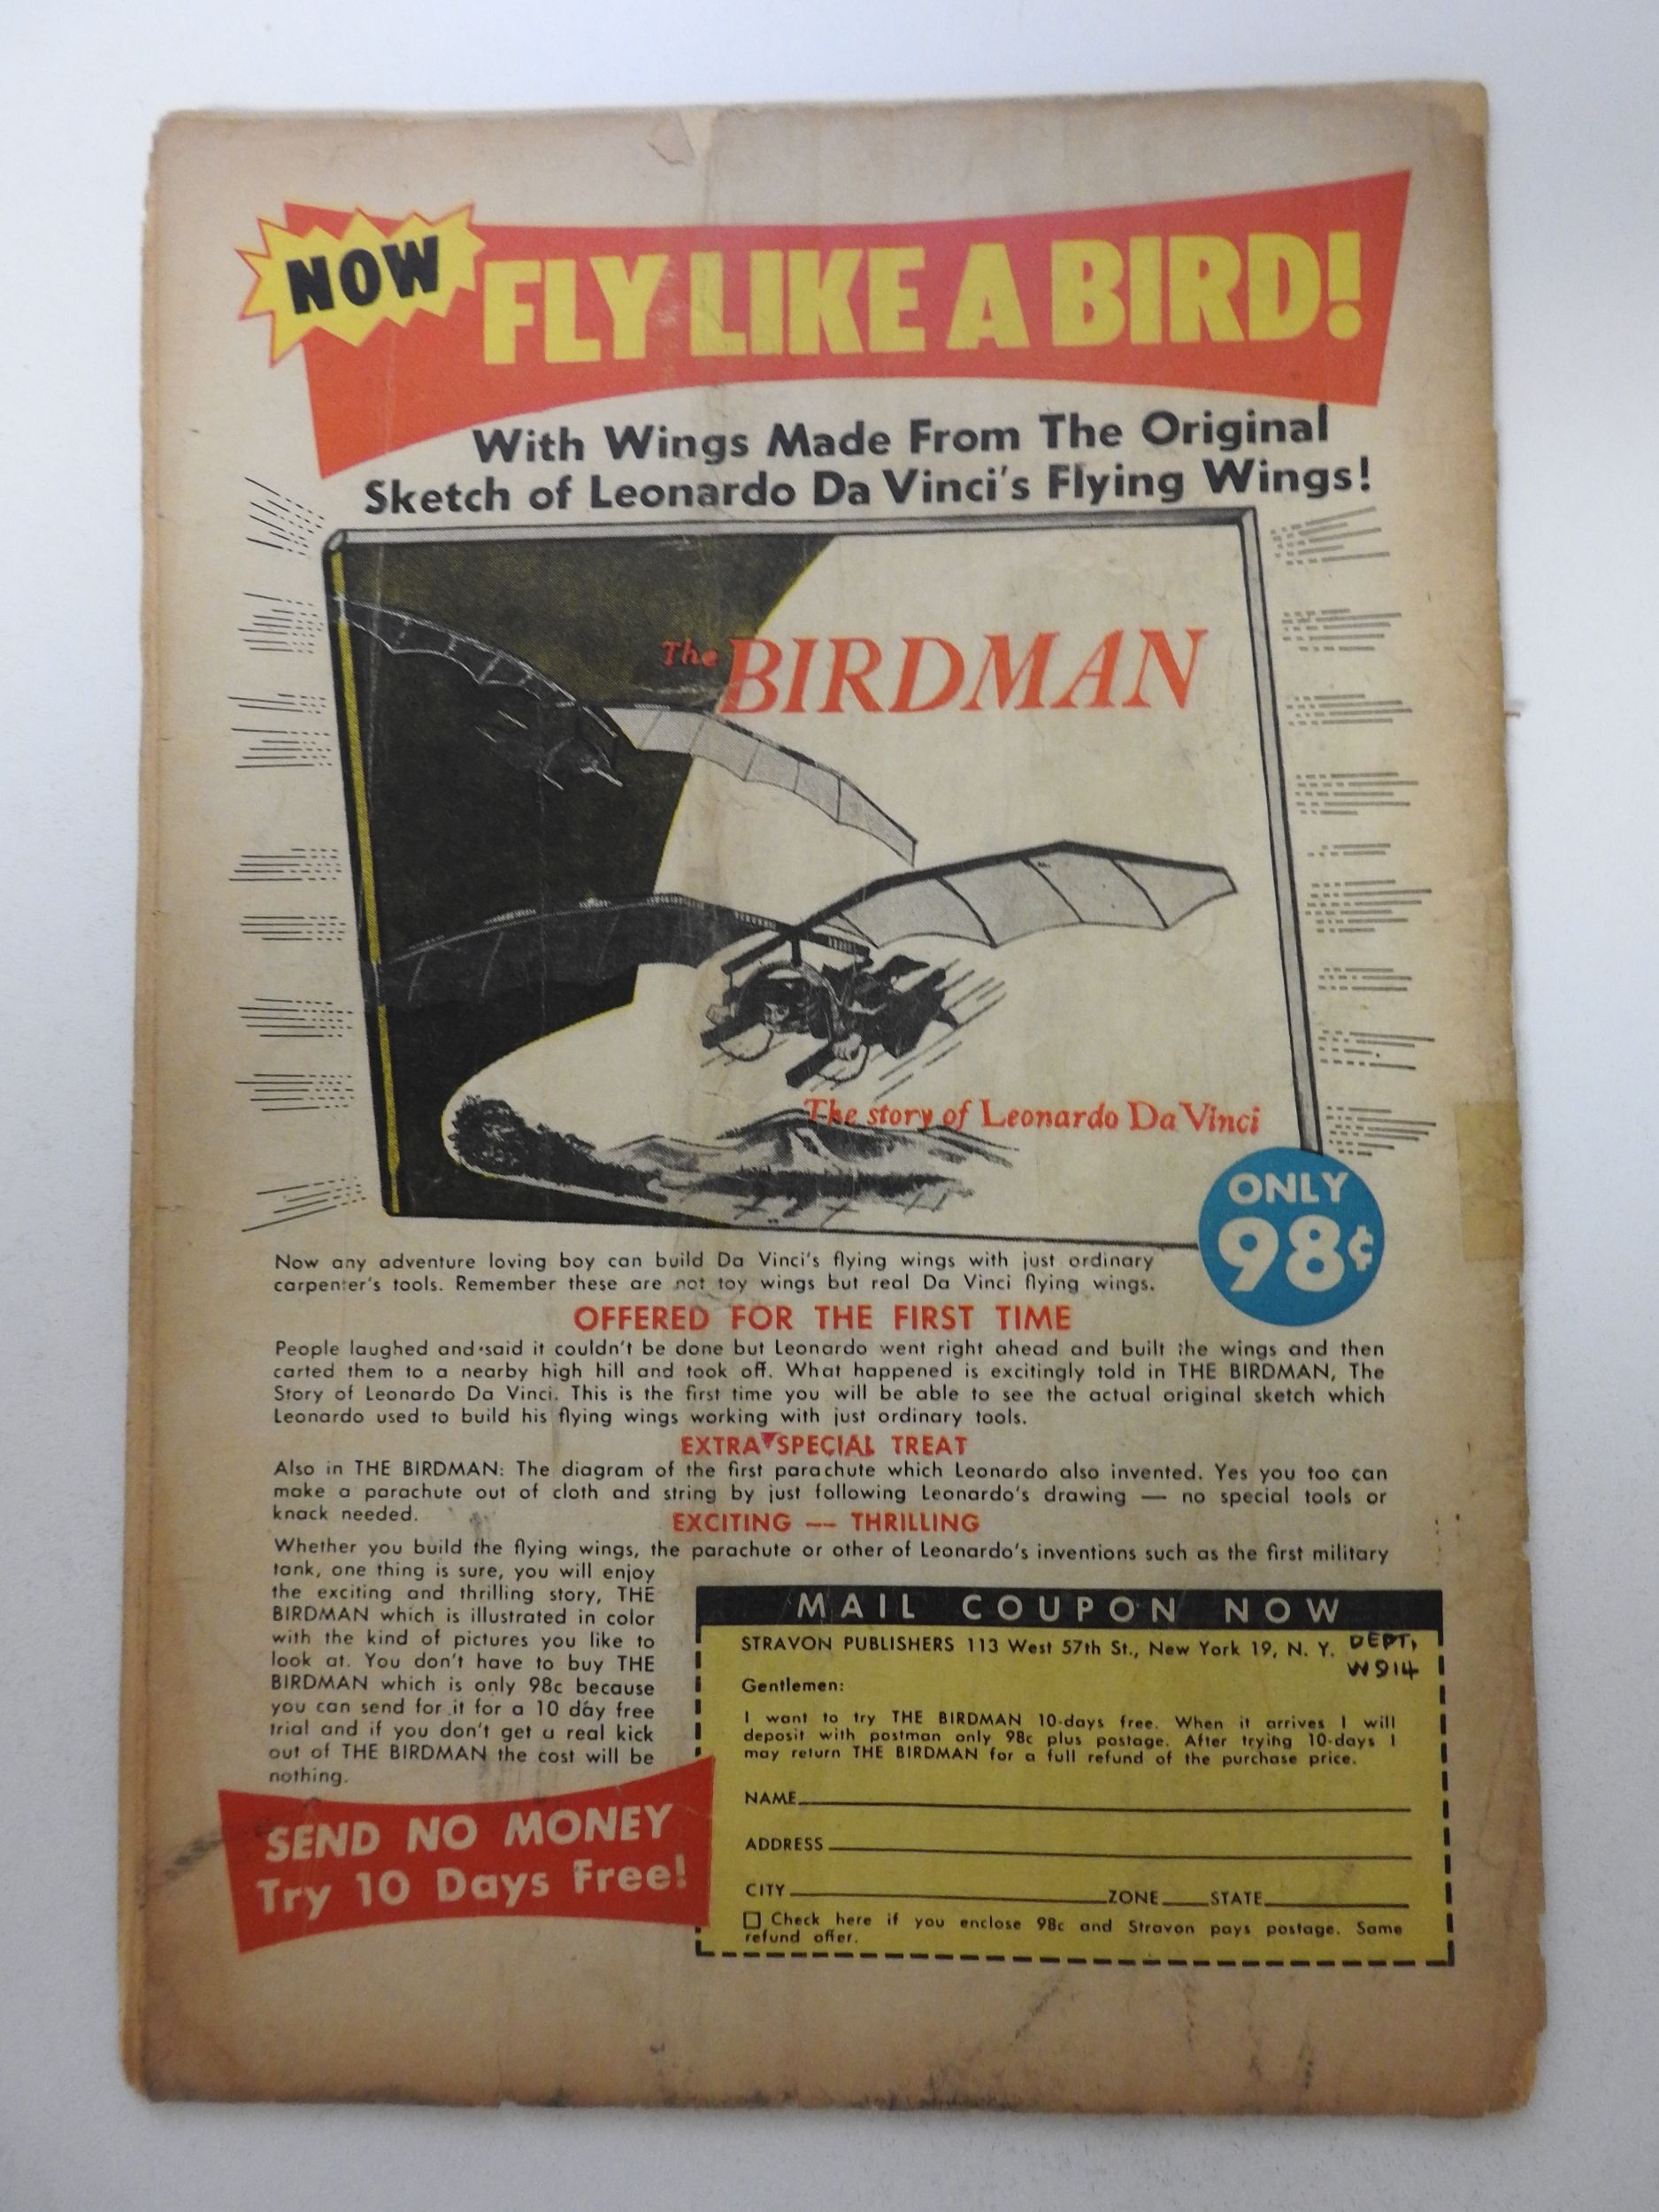 NOW
FLY LIKE A BIRD!
With Wings Made From The Original
Sketch of Leonardo Da Vinci's Flying Wings!
The BIRDMAN
The story of Leonardo Da Vinci
ONLY
98¢
Now any adventure loving boy can build Da Vinci's flying wings with just ordinary
carpenter's tools. Remember these are not toy wings but real Da Vinci flying wings.
OFFERED FOR THE FIRST TIME
People laughed and said it couldn't be done but Leonardo went right ahead and built the wings and then
carted them to a nearby high hill and took off. What happened is excitingly told in THE BIRDMAN, The
Story of Leonardo Da Vinci. This is the first time you will be able to see the actual original sketch which
Leonardo used to build his flying wings working with just ordinary tools.
EXTRA SPECIAL TREAT
Also in THE BIRDMAN: The diagram of the first parachute which Leonardo also invented. Yes you too can
make a parachute out of cloth and string by just following Leonardo's drawing — no special tools or
knack needed.
EXCITING — THRILLING
Whether you build the flying wings, the parachute or other of Leonardo's inventions such as the first military
tank, one thing is sure, you will enjoy
the exciting and thrilling story, THE
BIRDMAN which is illustrated in color
with the kind of pictures you like to
look at. You don't have to buy THE
BIRDMAN which is only 98c because
you can send for it for a 10 day free
trial and if you don't get a real kick
out of THE BIRDMAN the cost will be
nothing.
SEND NO MONEY
Try 10 Days Free!
MAIL COUPON NOW
STRAVON PUBLISHERS 113 West 57th St., New York 19, N. Y. DEPT.
W914
Gentlemen:
I want to try THE BIRDMAN 10-days free. When it arrives I will
deposit with postman only 98c plus postage. After trying 10-days I
may return THE BIRDMAN for a full refund of the purchase price.
NAME
ADDRESS
CITY ZONE STATE
Check here if you enclose 98c and Stravon pays postage. Same
refund offer.